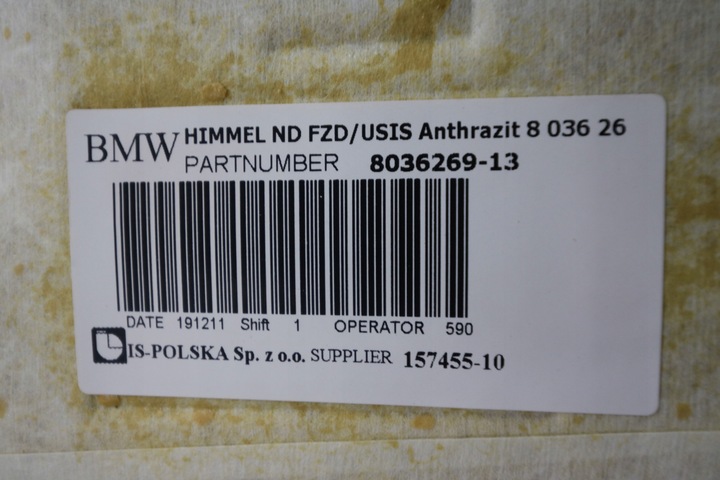 BMW HIMMEL ND FZD/USIS Anthrazit 8 036 26
PARTNUMBER 8036269-13
DATE 191211 Shift 1 OPERATOR 590
IS-POLSKA Sp. z o.o. SUPPLIER 157455-10